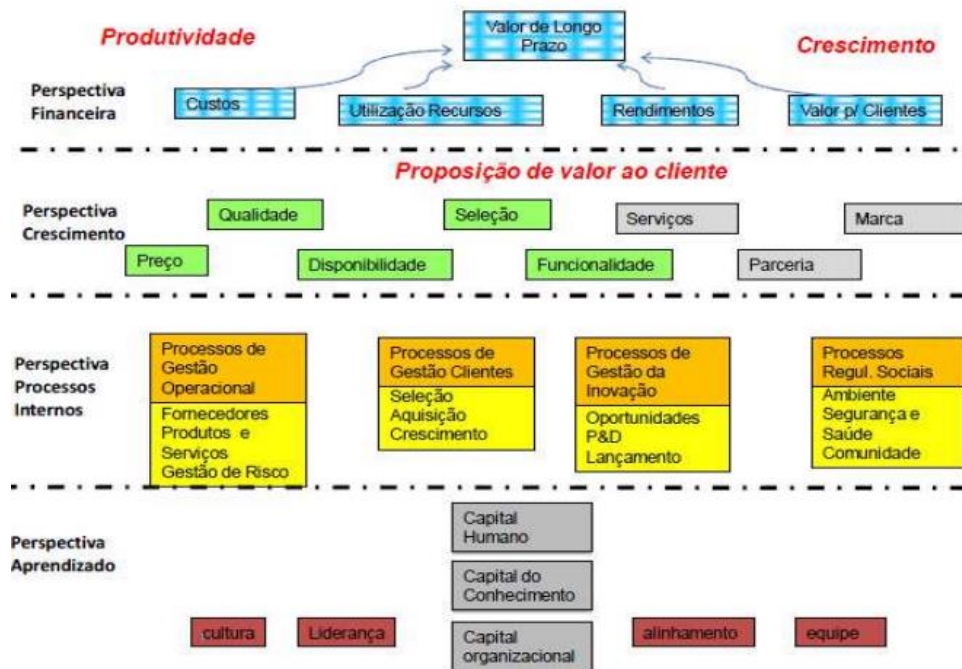 Produtividade
Valor de Longo
Prazo
Crescimento
Perspectiva
Financeira
Custos
Utilização Recursos
Rendimentos
Valor p/ Clientes
Proposição de valor ao cliente
Perspectiva
Crescimento
Qualidade
Seleção
Serviços
Marca
Preço
Disponibilidade
Funcionalidade
Parceria
Perspectiva
Processos
Internos
Processos de
Gestão
Operacional
Fornecedores
Produtos e
Serviços
Gestão de Risco
Processos de
Gestão Clientes
Seleção
Aquisição
Crescimento
Processos de
Gestão da
Inovação
Oportunidades
P&D
Lançamento
Processos
Regul. Sociais
Ambiente
Segurança e
Saúde
Comunidade
Perspectiva
Aprendizado
Capital
Humano
Capital do
Conhecimento
cultura
Liderança
Capital
organizacional
alinhamento
equipe